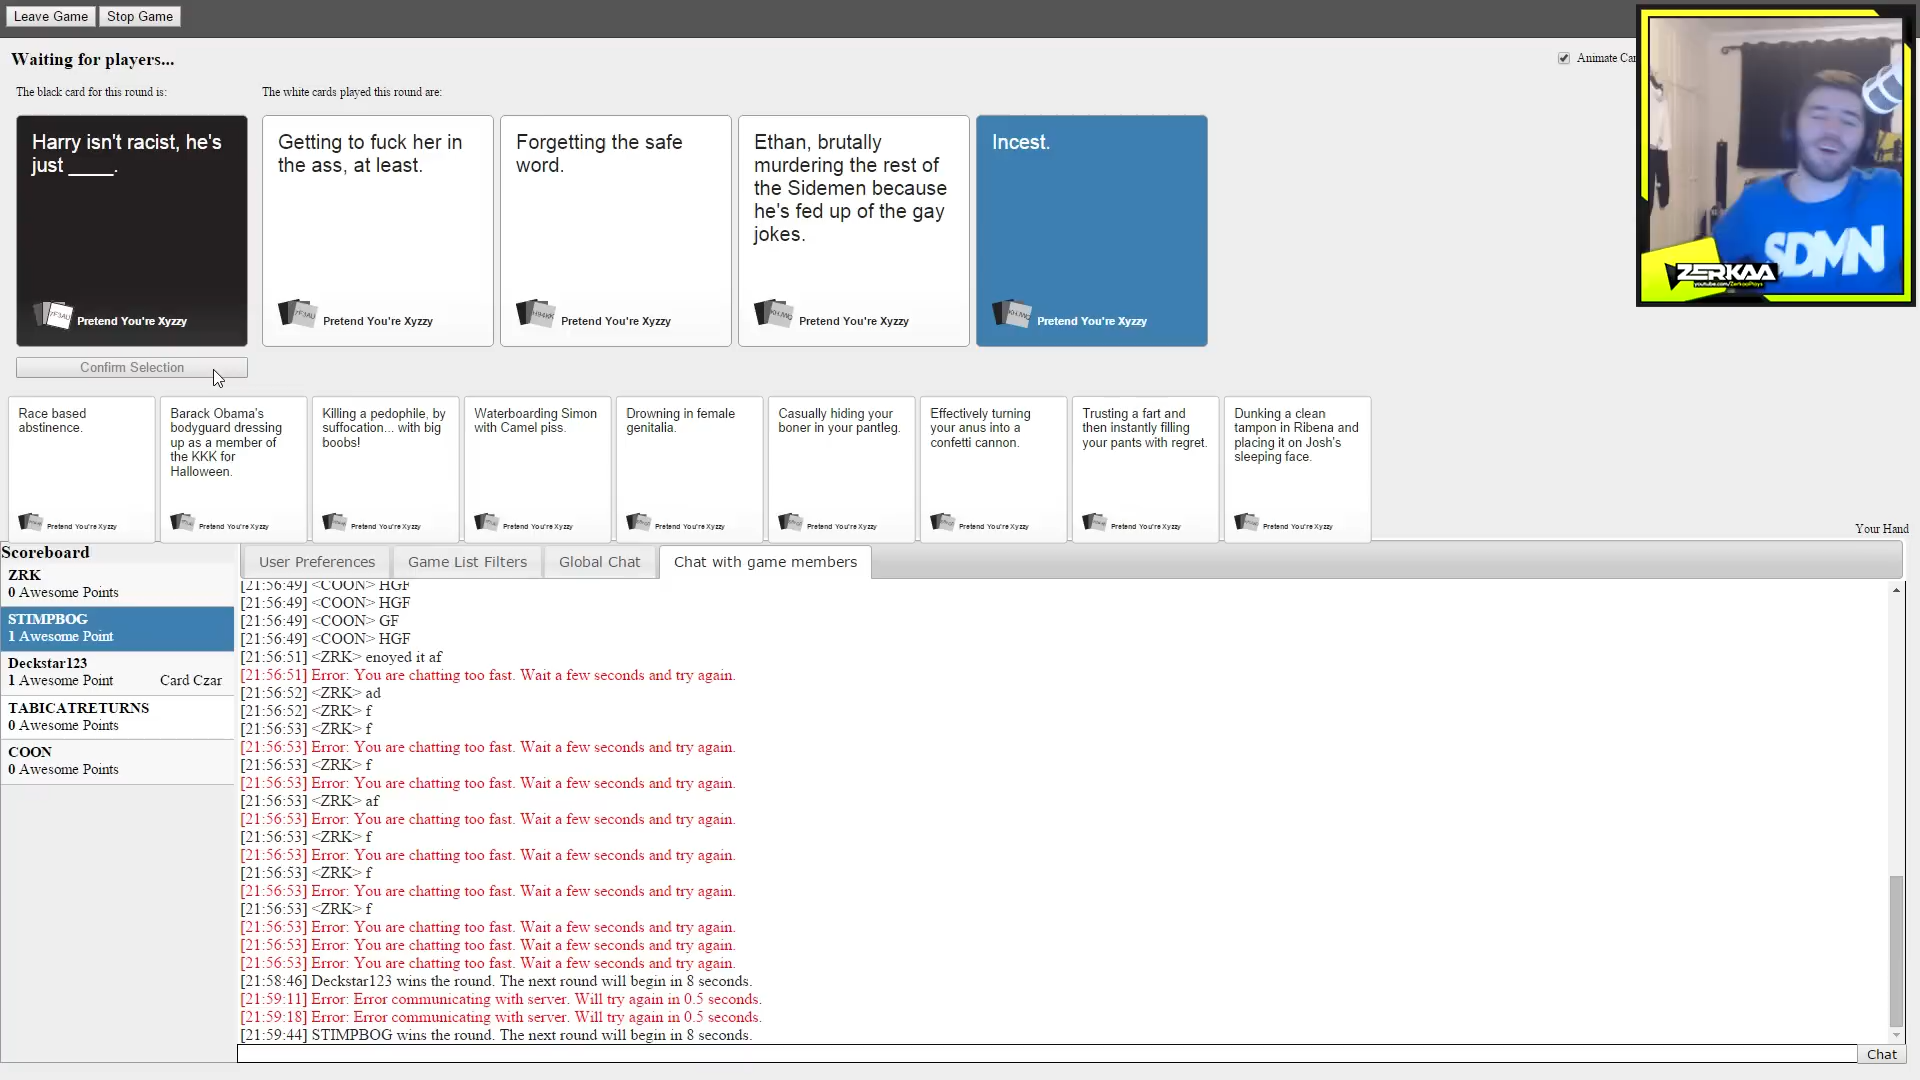 Leave Game
Stop Game
Waiting for players...
Animate Car
The black card for this round is:
The white cards played this round are:
Harry isn't racist, he's
just ____.
Pretend You're Xyzzy
Getting to fuck her in
the ass, at least.
Pretend You're Xyzzy
Forgetting the safe
word.
Pretend You're Xyzzy
Ethan, brutally
murdering the rest of
the Sidemen because
he's fed up of the gay
jokes.
Pretend You're Xyzzy
Incest.
Pretend You're Xyzzy
SDMN
ZERKAA
youtube.com/ZerkaaPlays
Confirm Selection
Race based
abstinence.
Pretend You're Xyzzy
Barack Obama's
bodyguard dressing
up as a member of
the KKK for
Halloween.
Pretend You're Xyzzy
Killing a pedophile, by
suffocation... with big
boobs!
Pretend You're Xyzzy
Waterboarding Simon
with Camel piss.
Pretend You're Xyzzy
Drowning in female
genitalia.
Pretend You're Xyzzy
Casually hiding your
boner in your pantleg.
Pretend You're Xyzzy
Effectively turning
your anus into a
confetti cannon.
Pretend You're Xyzzy
Trusting a fart and
then instantly filling
your pants with regret.
Pretend You're Xyzzy
Dunking a clean
tampon in Ribena and
placing it on Josh's
sleeping face.
Pretend You're Xyzzy
Your Hand
Scoreboard
ZRK
0 Awesome Points
STIMPBOG
1 Awesome Point
Deckstar123
1 Awesome Point Card Czar
TABICATRETURNS
0 Awesome Points
COON
0 Awesome Points
User Preferences
Game List Filters
Global Chat
Chat with game members
[21:56:49] <COON> HGF
[21:56:49] <COON> HGF
[21:56:49] <COON> GF
[21:56:49] <COON> HGF
[21:56:51] <ZRK> enoyed it af
[21:56:51] Error: You are chatting too fast. Wait a few seconds and try again.
[21:56:52] <ZRK> ad
[21:56:52] <ZRK> f
[21:56:53] <ZRK> f
[21:56:53] Error: You are chatting too fast. Wait a few seconds and try again.
[21:56:53] <ZRK> f
[21:56:53] Error: You are chatting too fast. Wait a few seconds and try again.
[21:56:53] <ZRK> af
[21:56:53] Error: You are chatting too fast. Wait a few seconds and try again.
[21:56:53] <ZRK> f
[21:56:53] Error: You are chatting too fast. Wait a few seconds and try again.
[21:56:53] <ZRK> f
[21:56:53] Error: You are chatting too fast. Wait a few seconds and try again.
[21:56:53] <ZRK> f
[21:56:53] Error: You are chatting too fast. Wait a few seconds and try again.
[21:56:53] Error: You are chatting too fast. Wait a few seconds and try again.
[21:56:53] Error: You are chatting too fast. Wait a few seconds and try again.
[21:58:46] Deckstar123 wins the round. The next round will begin in 8 seconds.
[21:59:11] Error: Error communicating with server. Will try again in 0.5 seconds.
[21:59:18] Error: Error communicating with server. Will try again in 0.5 seconds.
[21:59:44] STIMPBOG wins the round. The next round will begin in 8 seconds.
Chat